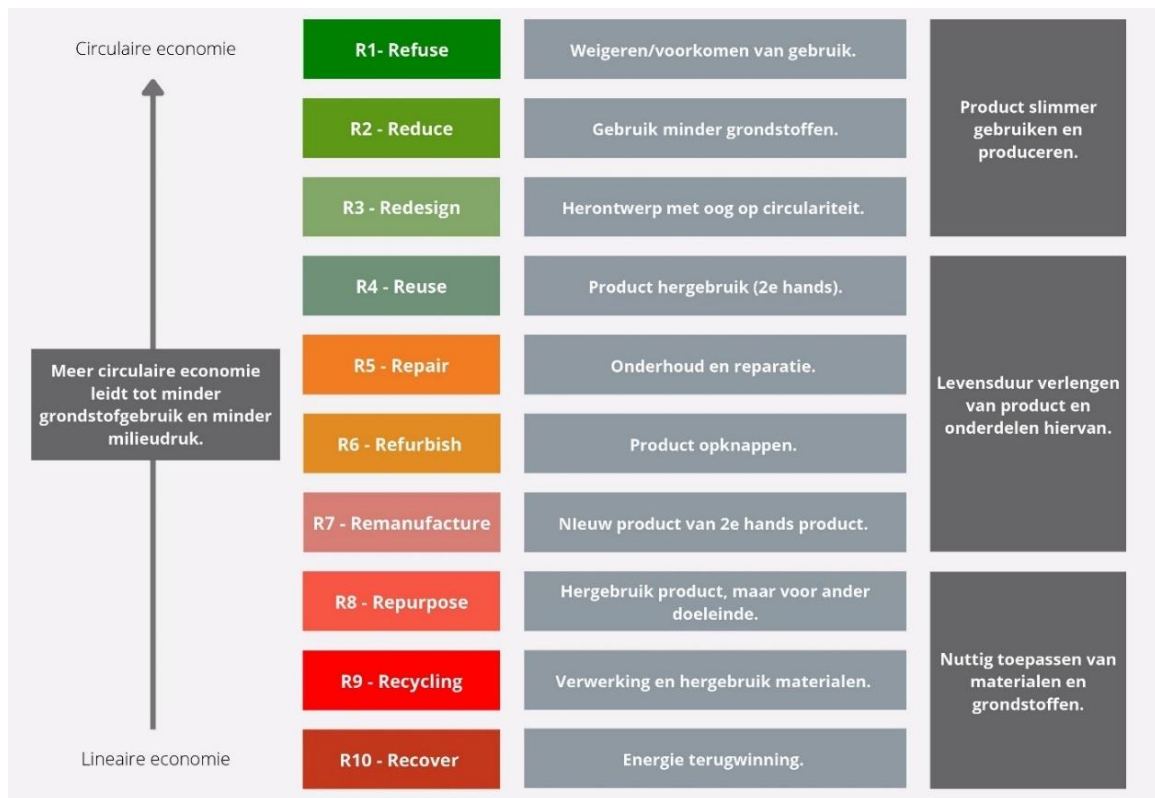 Circulaire economie
R1- Refuse
Weigeren/voorkomen van gebruik.
Product slimmer
gebruiken en
produceren.
R2 - Reduce
Gebruik minder grondstoffen.
R3 - Redesign
Herontwerp met oog op circulariteit.
R4 - Reuse
Product hergebruik (2e hands).
Levensduur verlengen
van product en
onderdelen hiervan.
Meer circulaire economie
leidt tot minder
grondstofgebruik en minder
milieudruk.
R5 - Repair
Onderhoud en reparatie.
R6 - Refurbish
Product opknappen.
R7 - Remanufacture
NIeuw product van 2e hands product.
R8 - Repurpose
Hergebruik product, maar voor ander
doeleinde.
Nuttig toepassen van
materialen en
grondstoffen.
R9 - Recycling
Verwerking en hergebruik materialen.
Lineaire economie
R10 - Recover
Energie terugwinning.